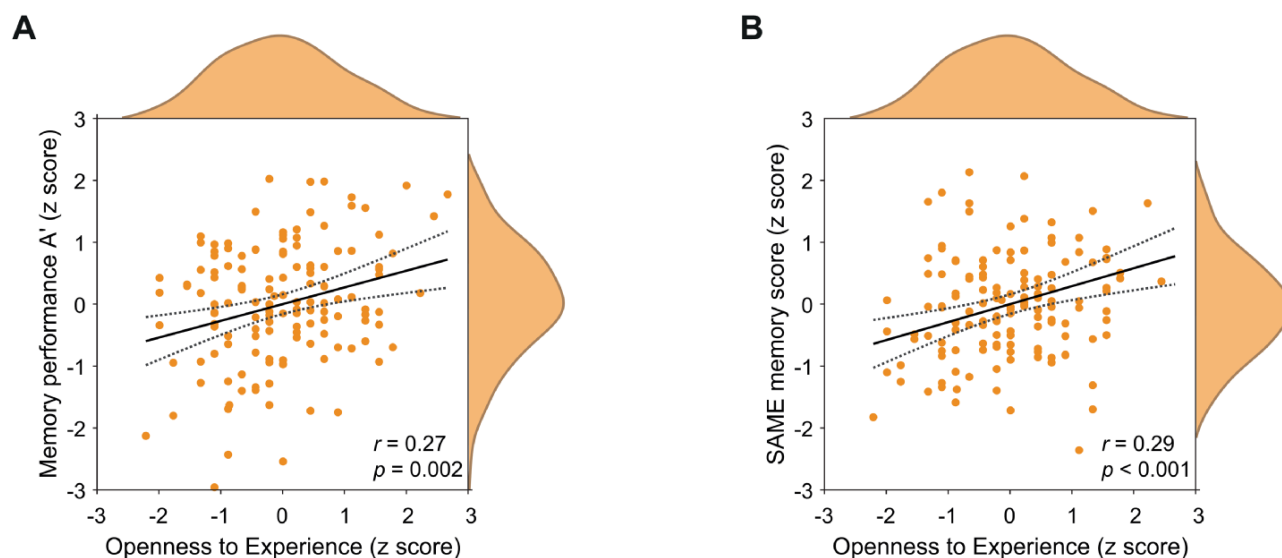 A
3
2
1
0
-1
-2
-3
Memory performance A' (z score)
r = 0.27
p = 0.002
-3 -2 -1 0 1 2 3
Openness to Experience (z score)
B
3
2
1
0
-1
-2
-3
SAME memory score (z score)
r = 0.29
p < 0.001
-3 -2 -1 0 1 2 3
Openness to Experience (z score)